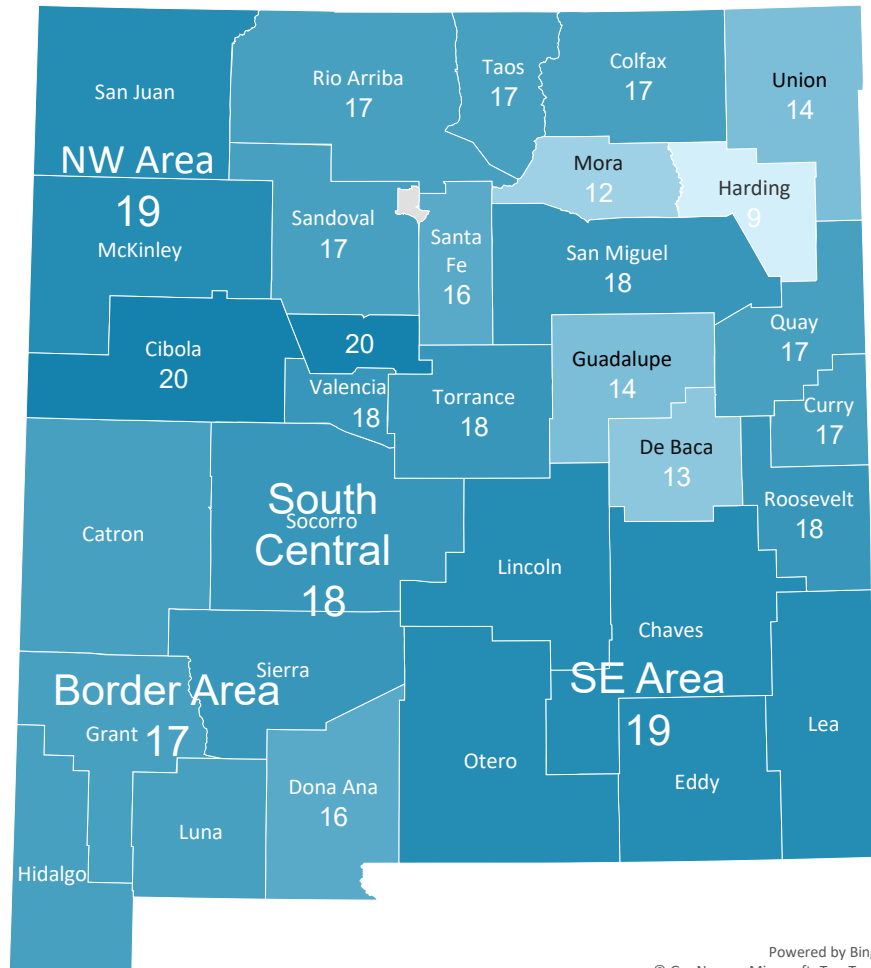 San Juan
Rio Arriba
17
Taos
17
Colfax
17
Union
14
NW Area
19
McKinley
Mora
12
Harding
9
Sandoval
17
Santa
Fe
16
San Miguel
18
Quay
17
Cibola
20
20
Valencia
18
Torrance
18
Guadalupe
14
Curry
17
De Baca
13
Roosevelt
18
Catron
South
Socorro
Central
18
Lincoln
Chaves
Sierra
Border Area
Grant 17
SE Area
19
Lea
Otero
Eddy
Dona Ana
16
Luna
Hidalgo
Powered by Bing